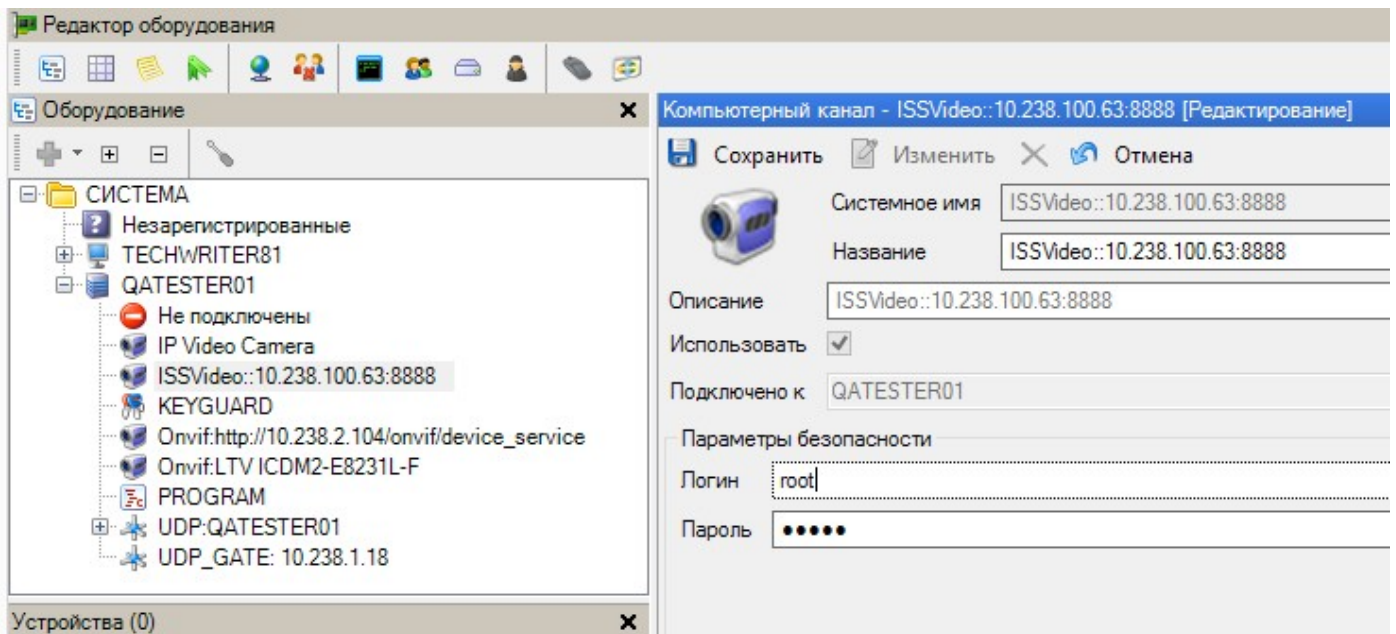 Редактор оборудования
Оборудование
СИСТЕМА
Незарегистрированные
TECHWRITER81
QATESTER01
Не подключены
IP Video Camera
ISSVideo::10.238.100.63:8888
KEYGUARD
Onvif:http://10.238.2.104/onvif/device_service
Onvif:LTV ICDM2-E8231L-F
PROGRAM
UDP:QATESTER01
UDP_GATE: 10.238.1.18
Устройства (0)
Компьютерный канал - ISSVideo::10.238.100.63:8888 [Редактирование]
Сохранить Изменить Отмена
Системное имя ISSVideo::10.238.100.63:8888
Название ISSVideo::10.238.100.63:8888
Описание ISSVideo::10.238.100.63:8888
Использовать
Подключено к QATESTER01
Параметры безопасности
Логин root
Пароль ●●●●●